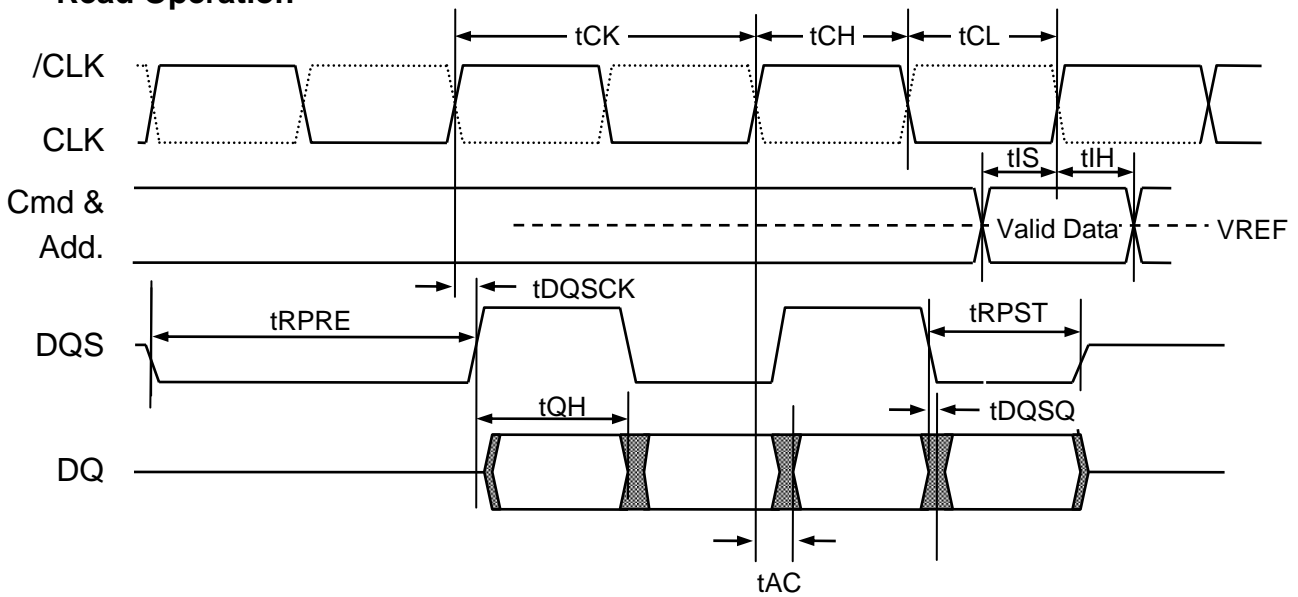 Read Operation
tCK
tCH
tCL
/CLK
CLK
tIS
tIH
Cmd &
Add.
Valid Data
VREF
tDQSCK
tRPRE
tRPST
DQS
tQH
tDQSQ
DQ
tAC